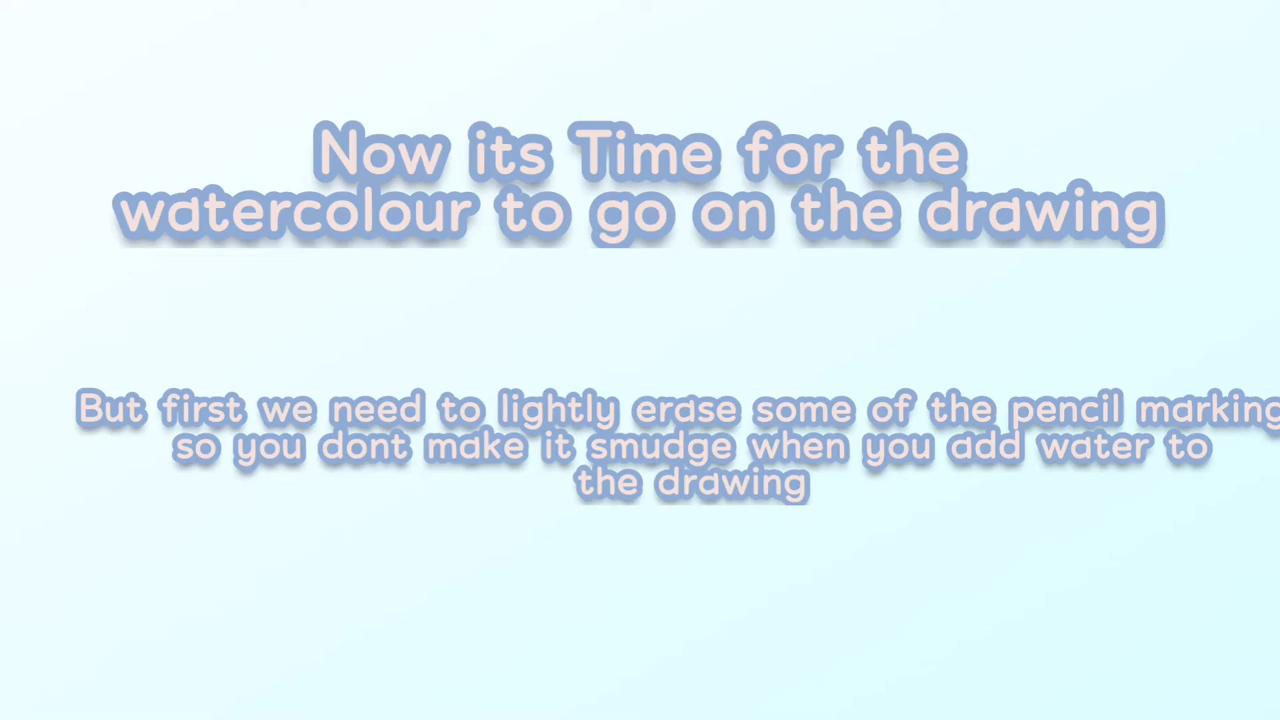 Now its Time for the
watercolour to go on the drawing
But first we need to lightly erase some of the pencil marking
so you dont make it smudge when you add water to
the drawing